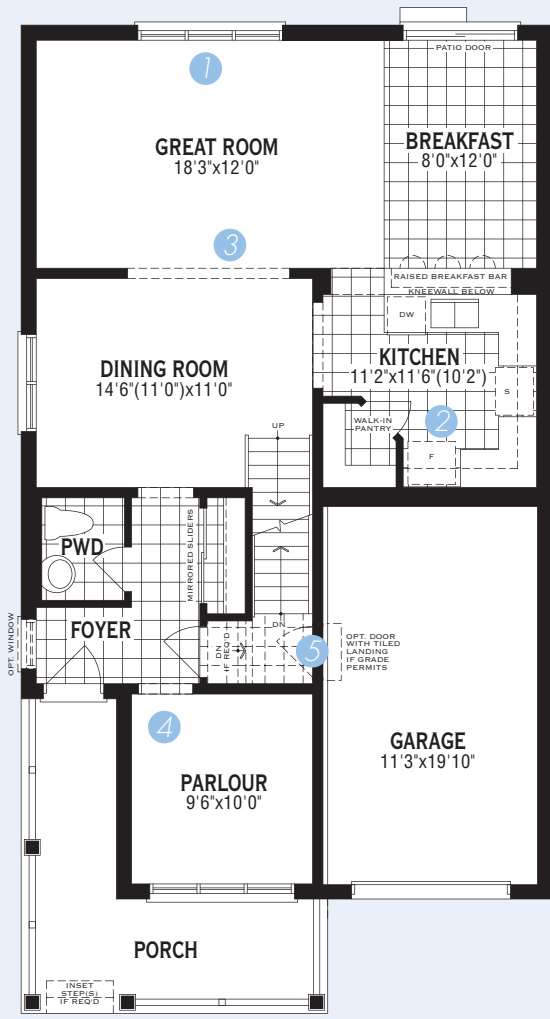 PATIO DOOR
1
GREAT ROOM
18'3"x12'0"
BREAKFAST
8'0"x12'0"
3
RAISED BREAKFAST BAR
KNEEWALL BELOW
DW
KITCHEN
11'2"x11'6"(10'2")
S
DINING ROOM
14'6"(11'0")x11'0"
WALK-IN
PANTRY
2
F
UP
MIRRORED SLIDERS
PWD
OPT. WINDOW
FOYER
DN
DN
IF REQ'D
5
OPT. DOOR
WITH TILED
LANDING
IF GRADE
PERMITS
4
PARLOUR
9'6"x10'0"
GARAGE
11'3"x19'10"
PORCH
INSET
STEP(S)
IF REQ'D